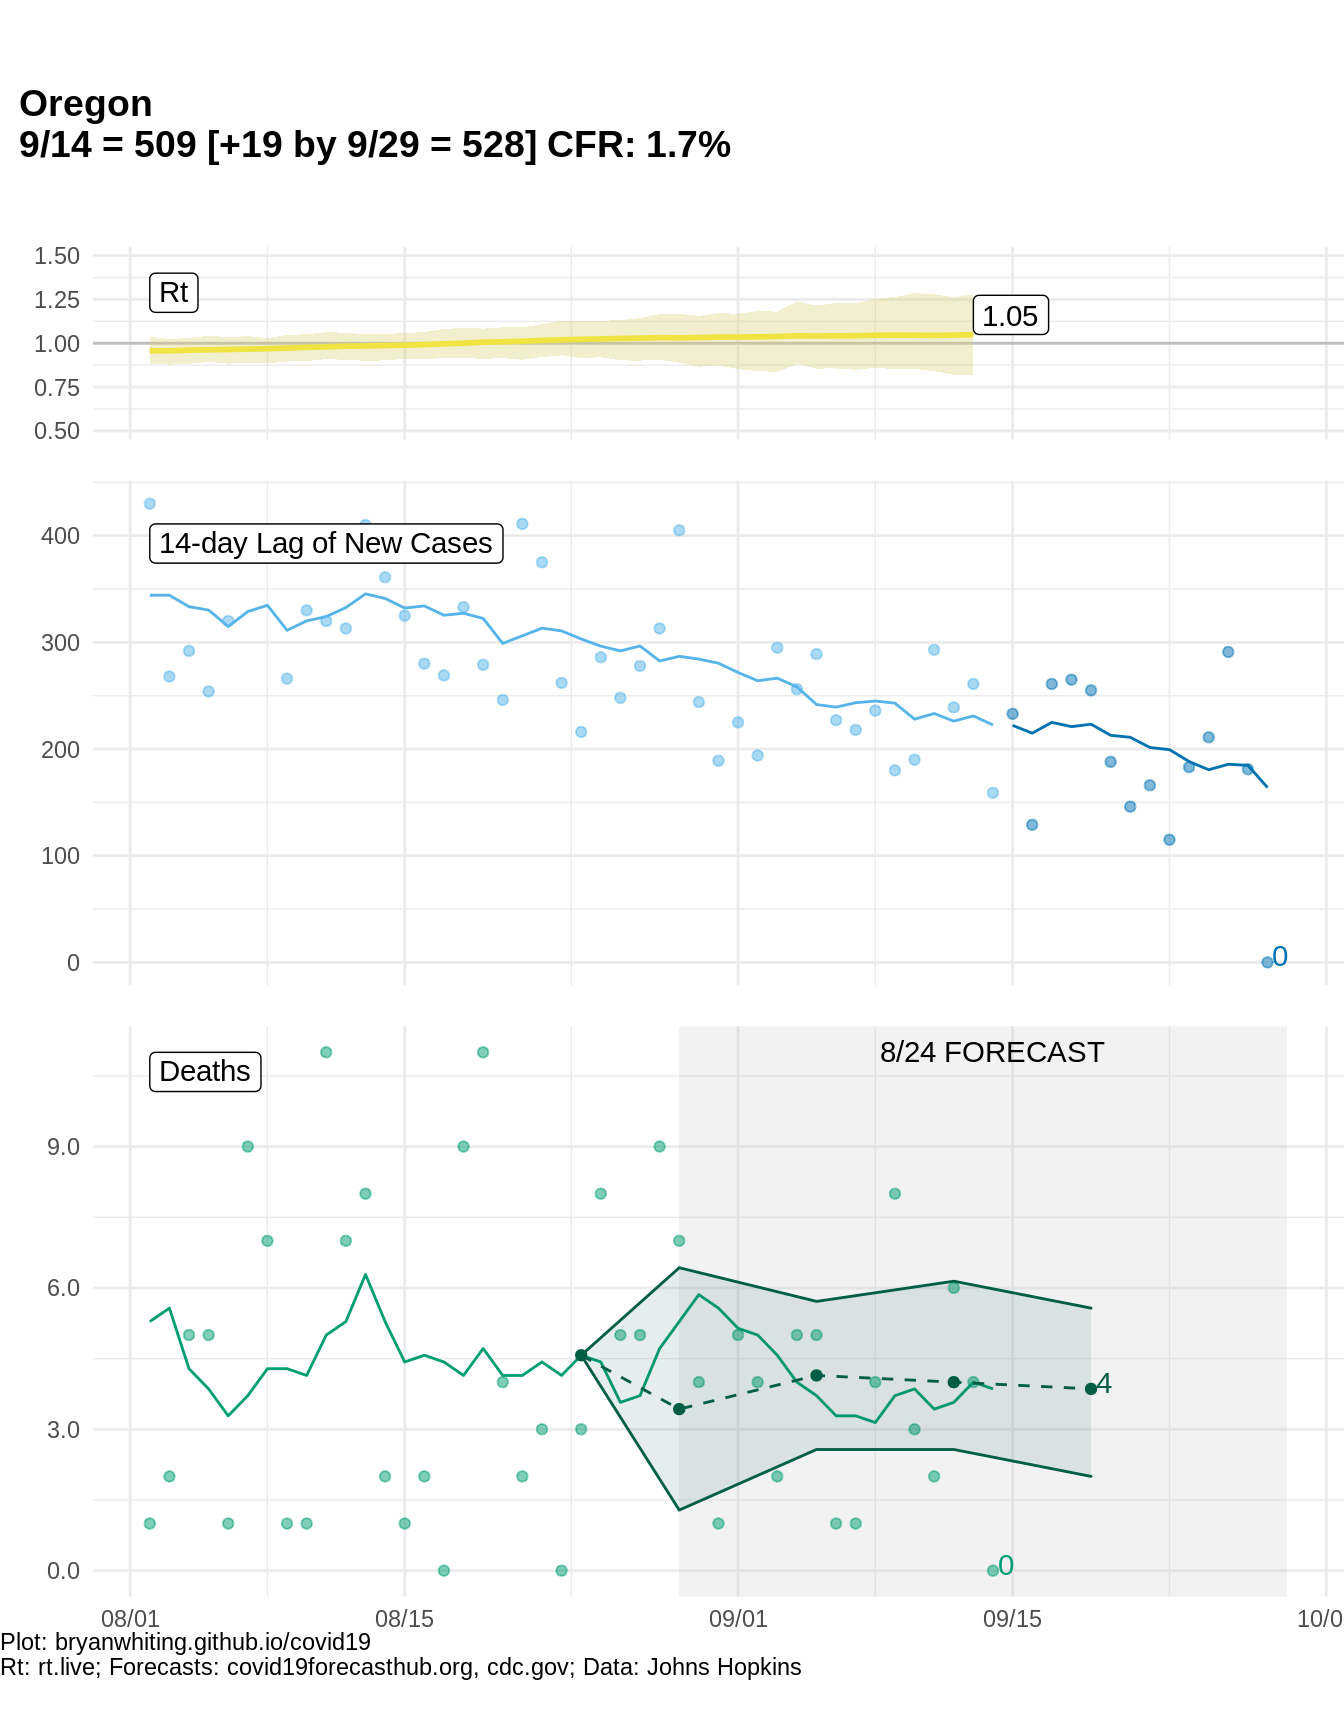 Oregon
9/14 = 509 [+19 by 9/29 = 528] CFR: 1.7%
1.50
Rt
1.25
1.05
1.00
0.75
0.50
400
14-day Lag of New Cases
300
200
100
0
0
8/24 FORECAST
Deaths
9.0
6.0
4
3.0
0
0.0
08/01 08/15 09/01 09/15 10/0
Plot: bryanwhiting.github.io/covid19
Rt: rt.live; Forecasts: covid19forecasthub.org, cdc.gov; Data: Johns Hopkins